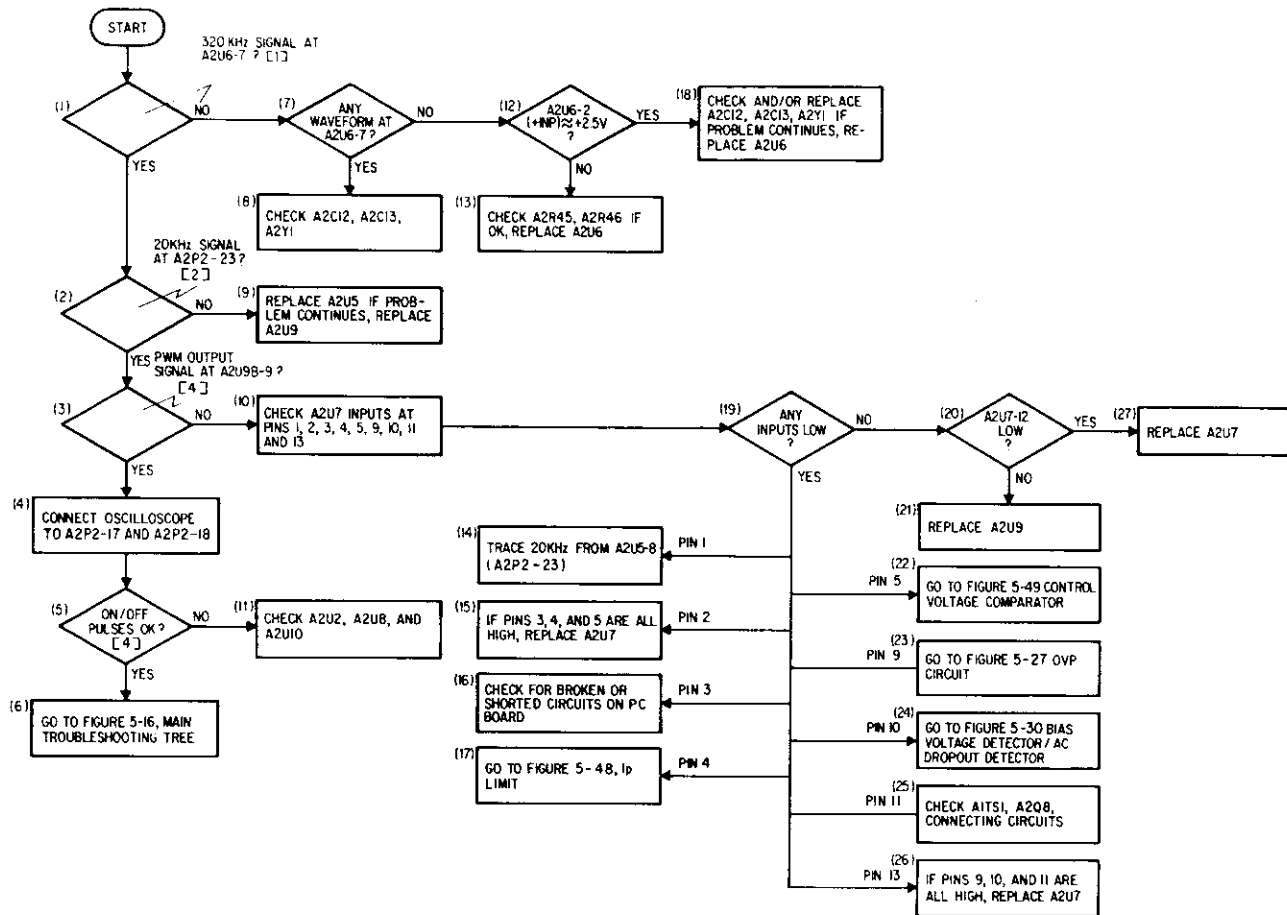 START
320 KHz SIGNAL AT
A2U6-7 ? [1]
(1)
NO
YES
(7)
ANY
WAVEFORM AT
A2U6-7 ?
NO
YES
(12)
A2U6-2
(+INP)≈+2.5V
?
YES
NO
(18)
CHECK AND/OR REPLACE
A2C12, A2C13, A2Y1 IF
PROBLEM CONTINUES, RE-
PLACE A2U6
(8)
CHECK A2C12, A2C13,
A2Y1
(13)
CHECK A2R45, A2R46 IF
OK, REPLACE A2U6
20KHz SIGNAL
AT A2P2-23?
[2]
(2)
NO
YES
(9)
REPLACE A2U5 IF PROB-
LEM CONTINUES, REPLACE
A2U9
PWM OUTPUT
SIGNAL AT A2U9B-9 ?
[4]
(3)
NO
YES
(10)
CHECK A2U7 INPUTS AT
PINS 1, 2, 3, 4, 5, 9, 10, 11
AND 13
(19)
ANY
INPUTS LOW
?
NO
YES
(20)
A2U7-12
LOW
?
YES
NO
(27)
REPLACE A2U7
(21)
REPLACE A2U9
(4)
CONNECT OSCILLOSCOPE
TO A2P2-17 AND A2P2-18
(5)
ON/OFF
PULSES OK?
[4]
NO
YES
(11)
CHECK A2U2, A2U8, AND
A2U10
(6)
GO TO FIGURE 5-16, MAIN
TROUBLESHOOTING TREE
(14)
TRACE 20KHz FROM A2U5-8
(A2P2-23)
PIN 1
(15)
IF PINS 3, 4, AND 5 ARE ALL
HIGH, REPLACE A2U7
PIN 2
(16)
CHECK FOR BROKEN OR
SHORTED CIRCUITS ON PC
BOARD
PIN 3
(17)
GO TO FIGURE 5-48, Ip
LIMIT
PIN 4
PIN 5
(22)
GO TO FIGURE 5-49 CONTROL
VOLTAGE COMPARATOR
PIN 9
(23)
GO TO FIGURE 5-27 OVP
CIRCUIT
PIN 10
(24)
GO TO FIGURE 5-30 BIAS
VOLTAGE DETECTOR/AC
DROPOUT DETECTOR
PIN 11
(25)
CHECK A1TS1, A2Q8,
CONNECTING CIRCUITS
PIN 13
(26)
IF PINS 9, 10, AND 11 ARE
ALL HIGH, REPLACE A2U7